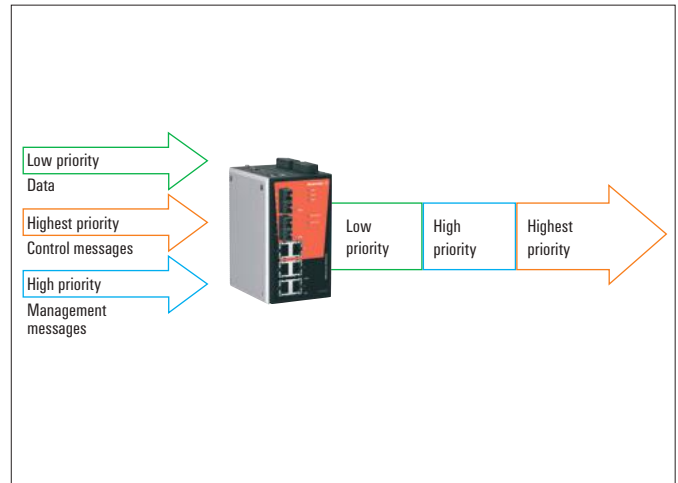 Low priority
Data
Highest priority
Control messages
High priority
Management
messages
Low
priority
High
priority
Highest
priority